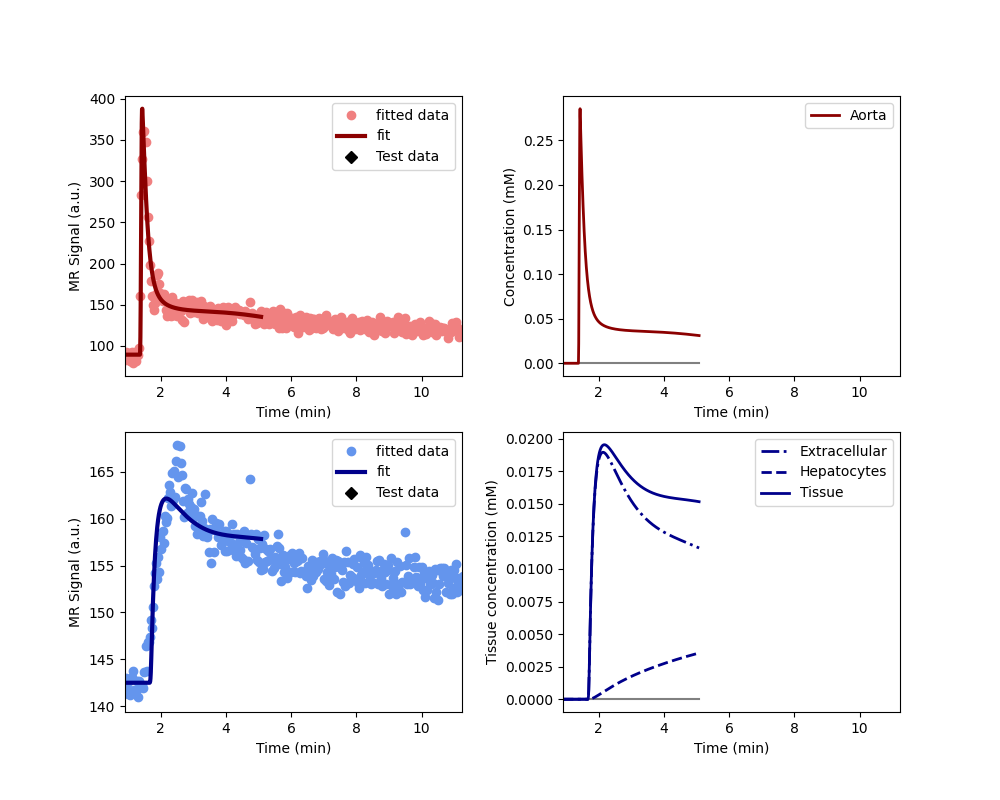 400
350
300
250
200
150
100
MR Signal (a.u.)
fitted data
fit
Test data
2 4 6 8 10
Time (min)
0.25
0.20
0.15
0.10
0.05
0.00
Concentration (mM)
Aorta
2 4 6 8 10
Time (min)
165
160
155
150
145
140
MR Signal (a.u.)
fitted data
fit
Test data
2 4 6 8 10
Time (min)
0.0200
0.0175
0.0150
0.0125
0.0100
0.0075
0.0050
0.0025
0.0000
Tissue concentration (mM)
Extracellular
Hepatocytes
Tissue
2 4 6 8 10
Time (min)